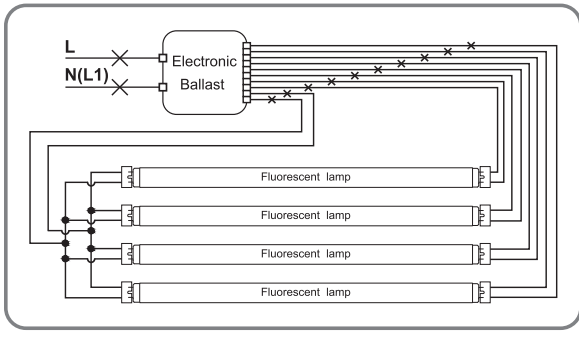 L
N(L1)
Electronic
Ballast
Fluorescent lamp
Fluorescent lamp
Fluorescent lamp
Fluorescent lamp